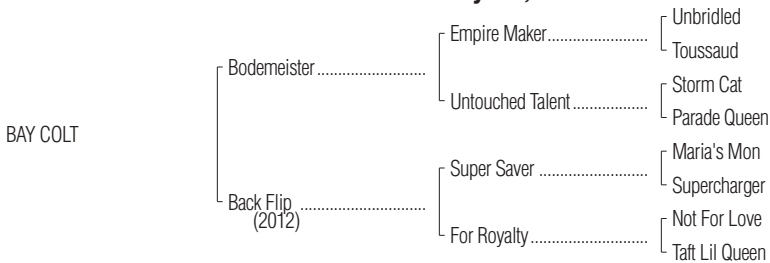 Unbridled
Empire Maker
Toussaud
Bodemeister
Storm Cat
Untouched Talent
Parade Queen
BAY COLT
Maria's Mon
Super Saver
Supercharger
Back Flip
(2012)
Not For Love
For Royalty
Taft Lil Queen